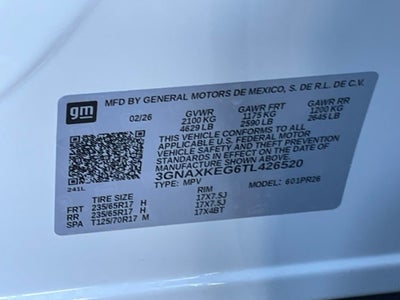 gm
MFD BY GENERAL MOTORS DE MEXICO, S. DE R.L. DE C.V.
02/26 GVWR GAWR FRT GAWR RR
2100 KG 1175 KG 1200 KG
4629 LB 2590 LB 2645 LB
THIS VEHICLE CONFORMS TO ALL
APPLICABLE U.S. FEDERAL MOTOR
VEHICLE SAFETY AND THEFT
PREVENTION STANDARDS IN EFFECT
ON THE DATE OF
MANUFACTURE SHOWN ABOVE.
3GNAXKEG6TL426520
TYPE: MPV MODEL: 601PR26
241L
TIRE SIZE RIM
FRT 235/65R17 H 17X7.5J
RR 235/65R17 H 17X7.5J
SPA T125/70R17 M 17X4BT